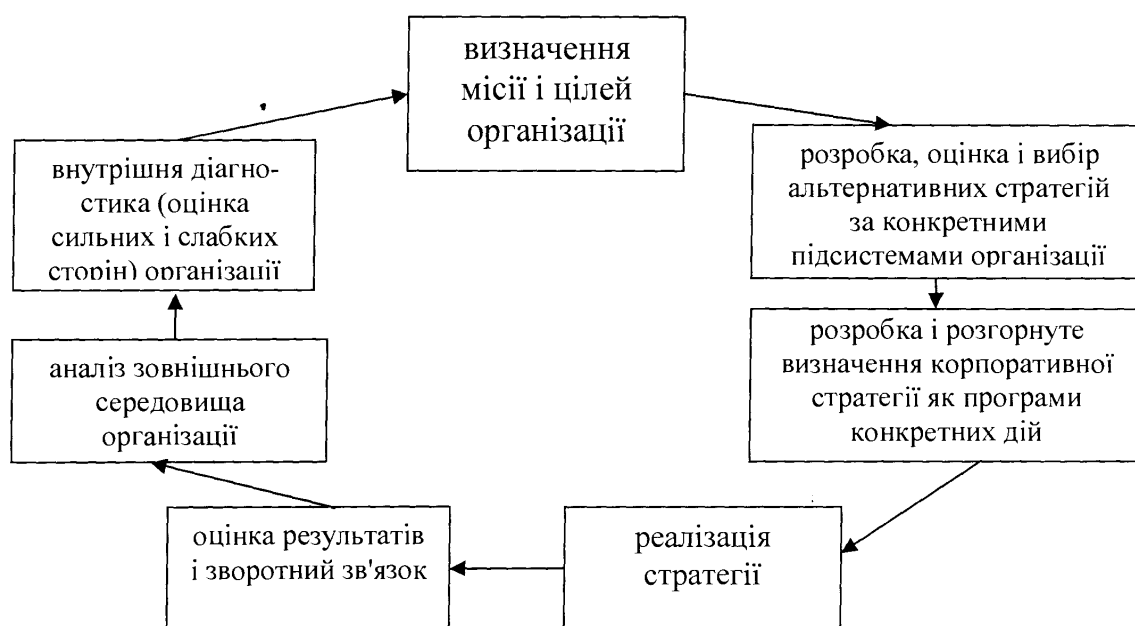 визначення
місії і цілей
організації
розробка, оцінка і вибір
альтернативних стратегій
за конкретними
підсистемами організації
розробка і розгорнуте
визначення корпоративної
стратегії як програми
конкретних дій
реалізація
стратегії
оцінка результатів
і зворотний зв'язок
аналіз зовнішнього
середовища
організації
внутрішня діагно-
стика (оцінка
сильних і слабких
сторін) організації